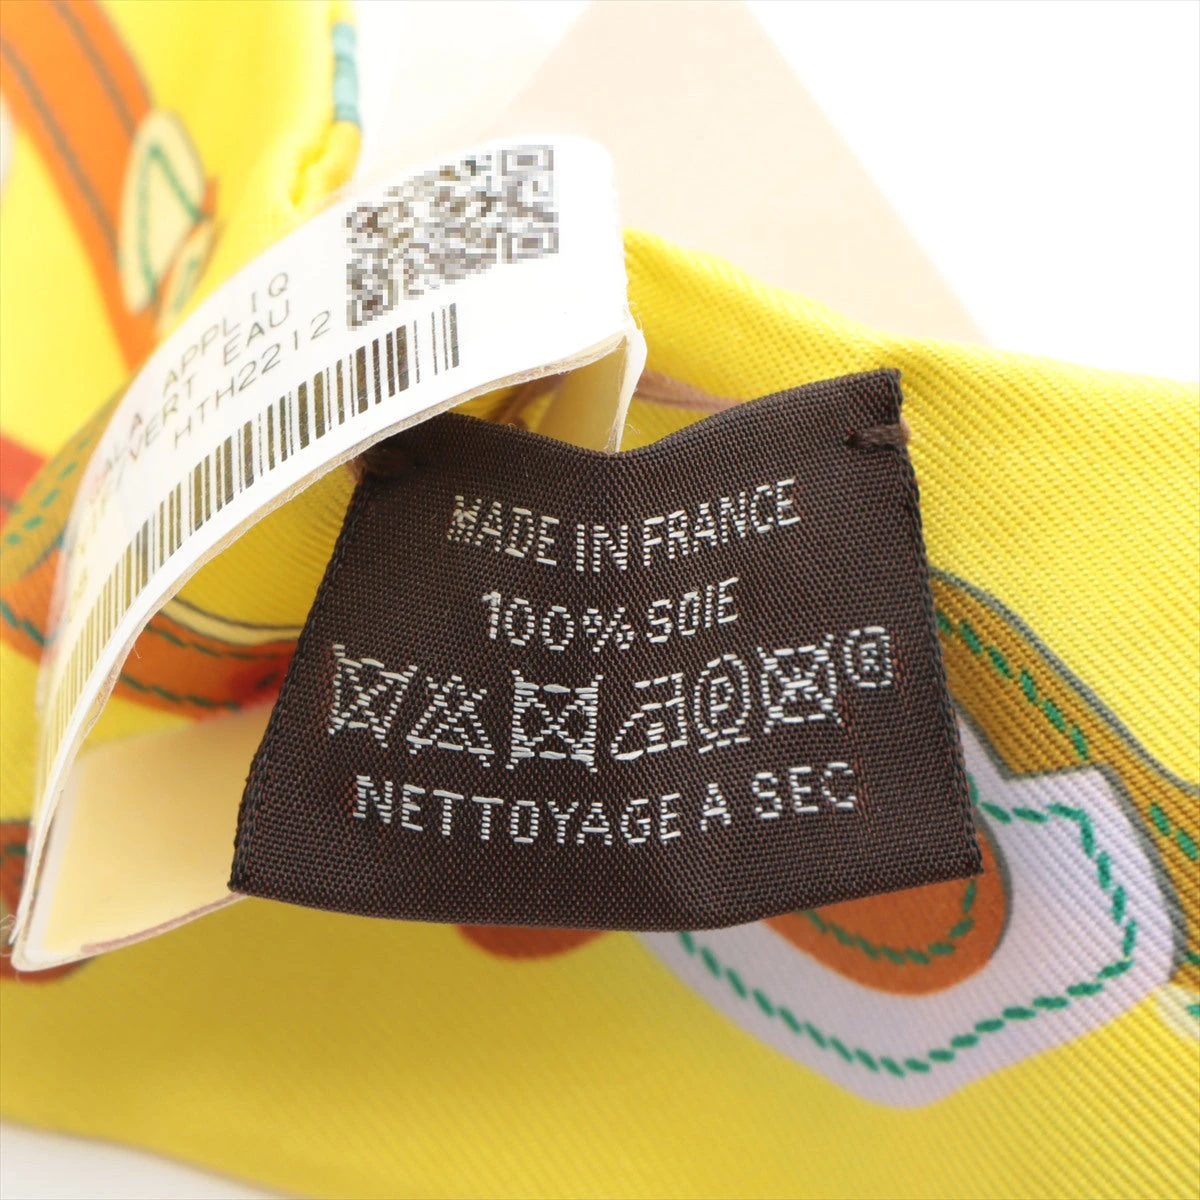 A APPLIQ
/VERT EAU
HTH2212
MADE IN FRANCE
100% SOIE
P
R
NETTOYAGE A SEC